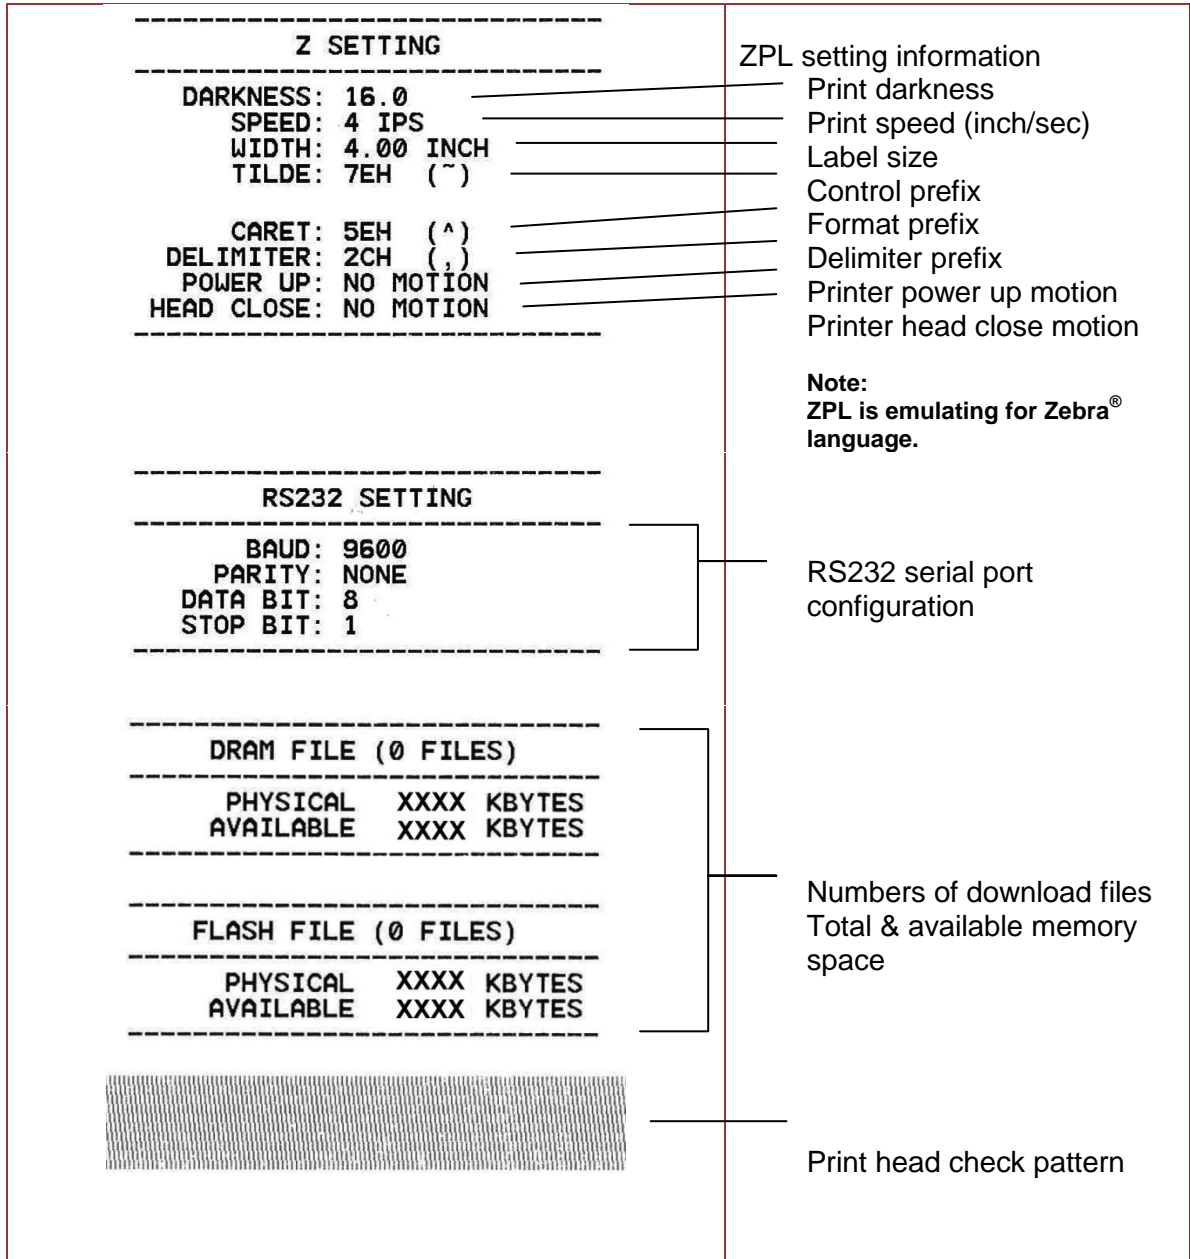 Z SETTING
DARKNESS: 16.0
SPEED: 4 IPS
WIDTH: 4.00 INCH
TILDE: 7EH (~)
CARET: 5EH (^)
DELIMITER: 2CH (,)
POWER UP: NO MOTION
HEAD CLOSE: NO MOTION
ZPL setting information
Print darkness
Print speed (inch/sec)
Label size
Control prefix
Format prefix
Delimiter prefix
Printer power up motion
Printer head close motion
Note:
ZPL is emulating for Zebra®
language.
RS232 SETTING
BAUD: 9600
PARITY: NONE
DATA BIT: 8
STOP BIT: 1
RS232 serial port
configuration
DRAM FILE (0 FILES)
PHYSICAL XXXX KBYTES
AVAILABLE XXXX KBYTES
FLASH FILE (0 FILES)
PHYSICAL XXXX KBYTES
AVAILABLE XXXX KBYTES
Numbers of download files
Total & available memory
space
Print head check pattern